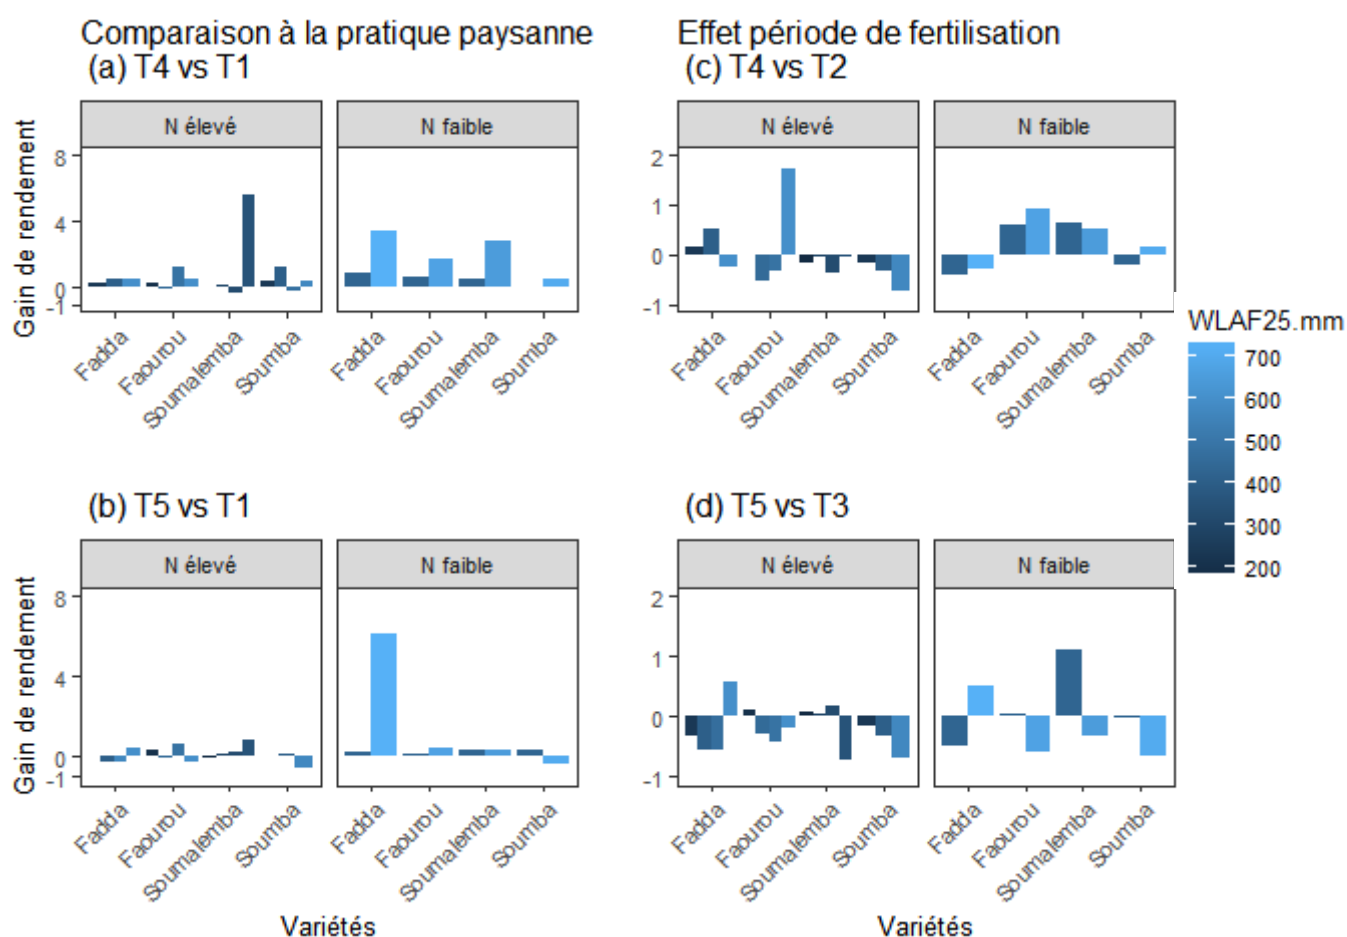 Comparaison à la pratique paysanne
(a) T4 vs T1
N élevé
N faible
Gain de rendement
8
4
0
-1
Fadda
Faourou
Soumalemba
Soumba
Fadda
Faourou
Soumalemba
Soumba
Effet période de fertilisation
(c) T4 vs T2
N élevé
N faible
2
1
0
-1
Fadda
Faourou
Soumalemba
Soumba
Fadda
Faourou
Soumalemba
Soumba
WLAF25.mm
700
600
500
400
300
200
(b) T5 vs T1
N élevé
N faible
Gain de rendement
8
4
0
-1
Fadda
Faourou
Soumalemba
Soumba
Fadda
Faourou
Soumalemba
Soumba
Variétés
(d) T5 vs T3
N élevé
N faible
2
1
0
-1
Fadda
Faourou
Soumalemba
Soumba
Fadda
Faourou
Soumalemba
Soumba
Variétés